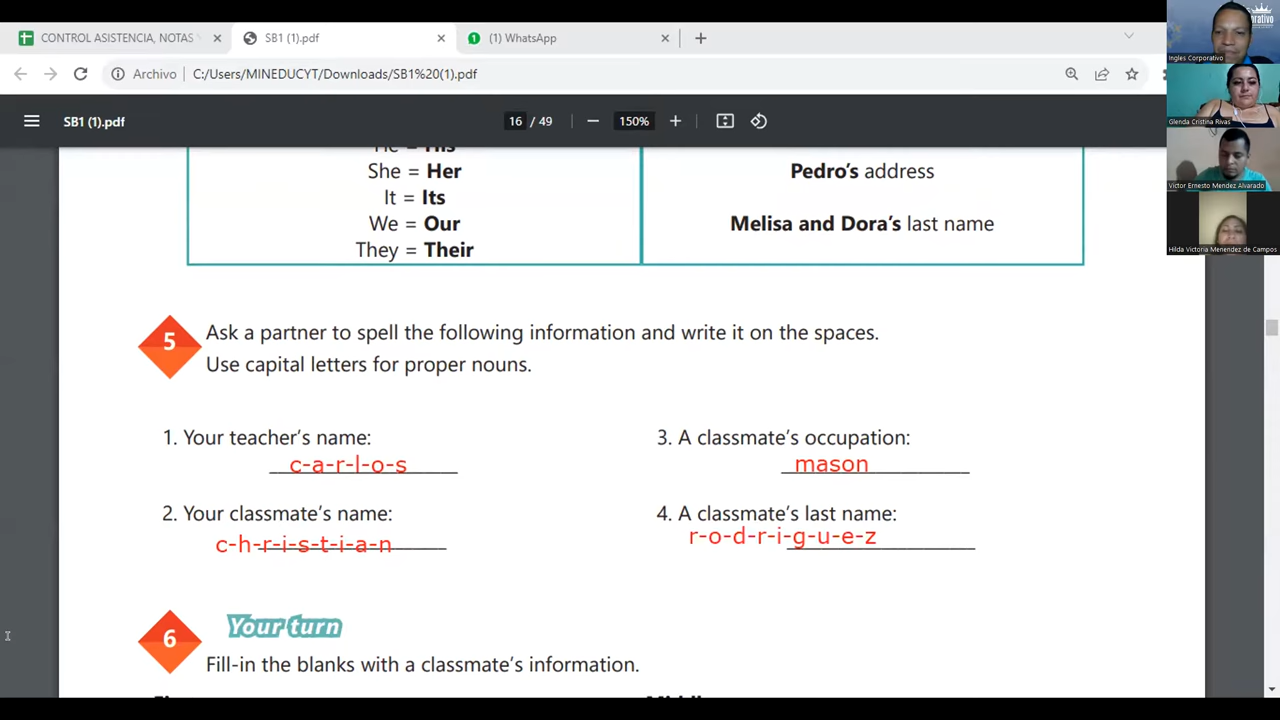 CONTROL ASISTENCIA, NOTAS
SB1 (1).pdf
(1) WhatsApp
Archivo
C:/Users/MINEDUCYT/Downloads/SB1%20(1).pdf
SB1 (1).pdf
16 / 49
150%
He = His
She = Her
It = Its
We = Our
They = Their
Pedro's address
Melisa and Dora's last name
5
Ask a partner to spell the following information and write it on the spaces.
Use capital letters for proper nouns.
1. Your teacher's name:
c-a-r-l-o-s
2. Your classmate's name:
c-h-r-i-s-t-i-a-n
3. A classmate's occupation:
mason
4. A classmate's last name:
r-o-d-r-i-g-u-e-z
6
Your turn
Fill-in the blanks with a classmate's information.
Ingles Corporativo
Glenda Cristina Rivas
Victor Ernesto Mendez Alvarado
Hilda Victoria Menendez de Campos